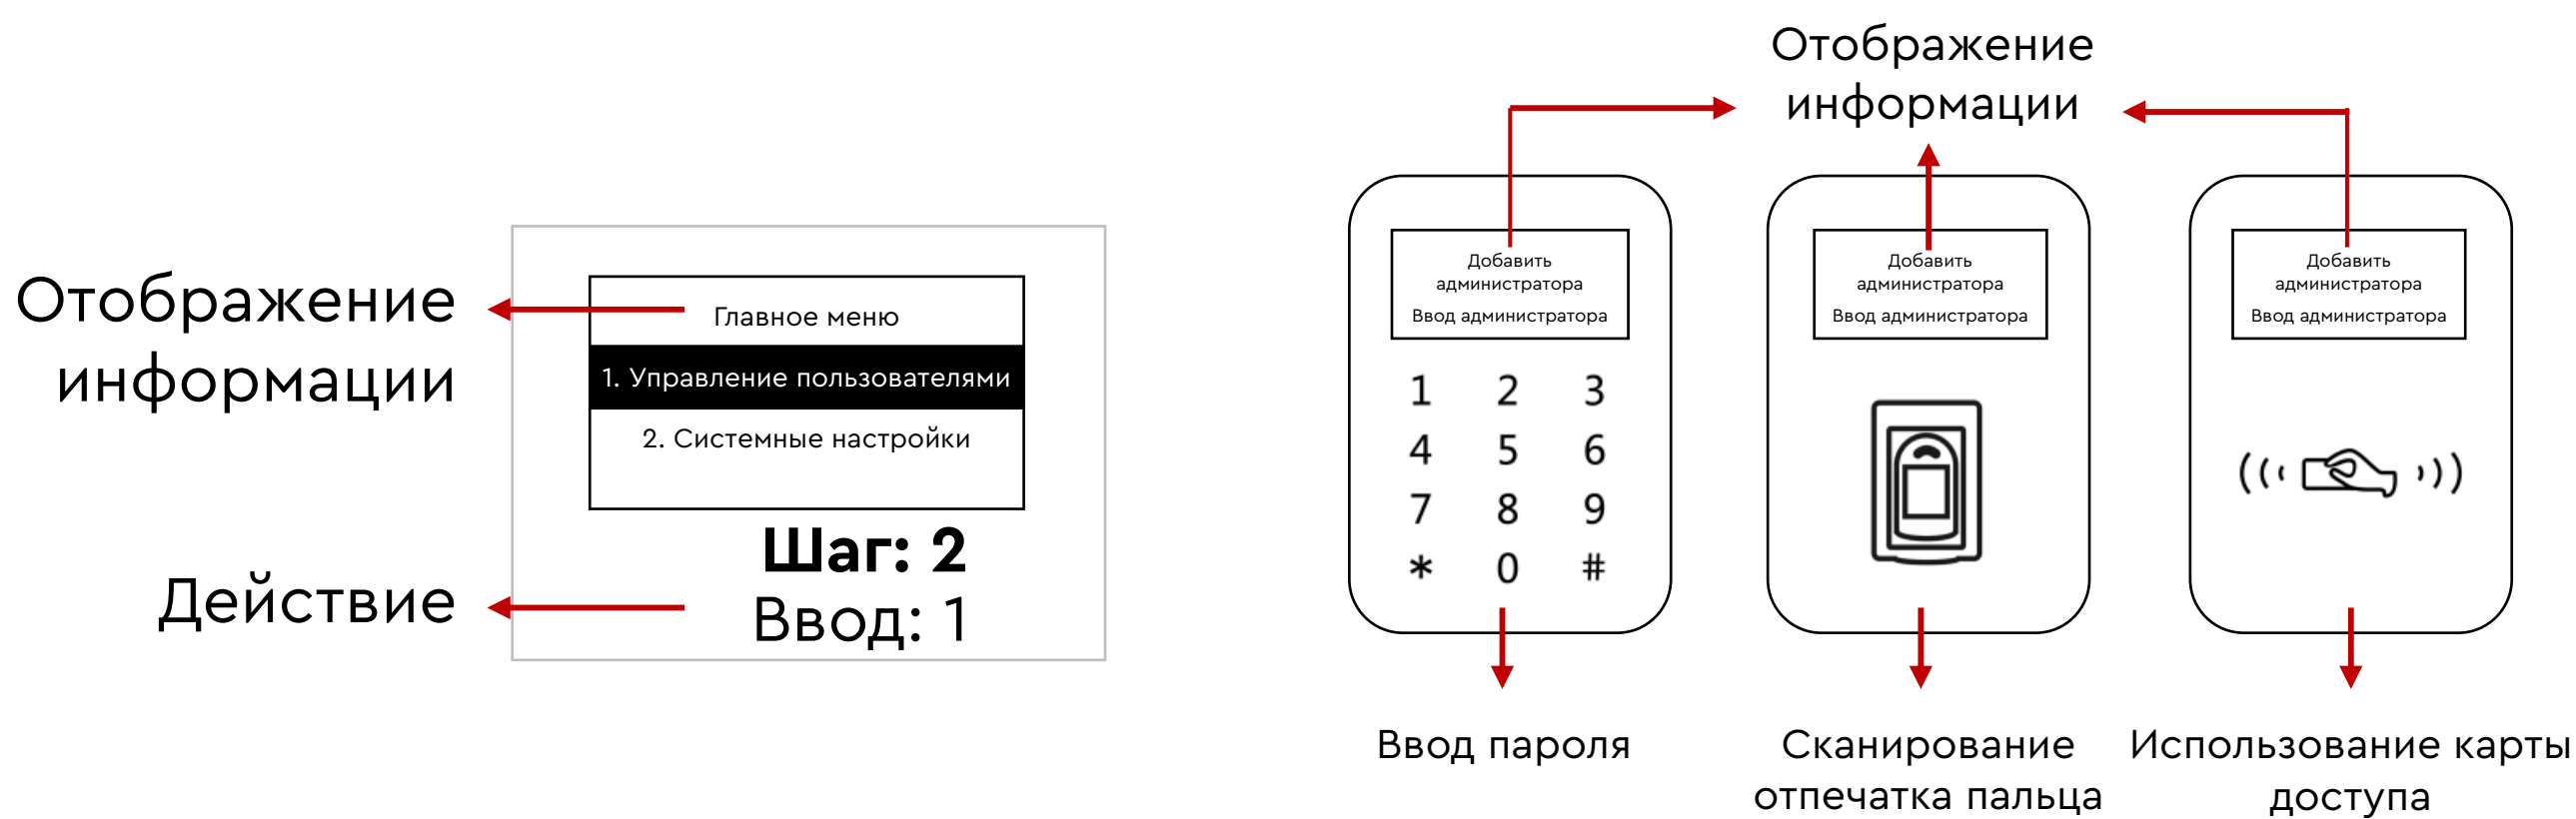 Отображение
информации
Главное меню
1. Управление пользователями
2. Системные настройки
Шаг: 2
Действие
Ввод: 1
Отображение
информации
Добавить
администратора
Ввод администратора
1 2 3
4 5 6
7 8 9
* 0 #
Ввод пароля
Добавить
администратора
Ввод администратора
Сканирование
отпечатка пальца
Добавить
администратора
Ввод администратора
Использование карты
доступа